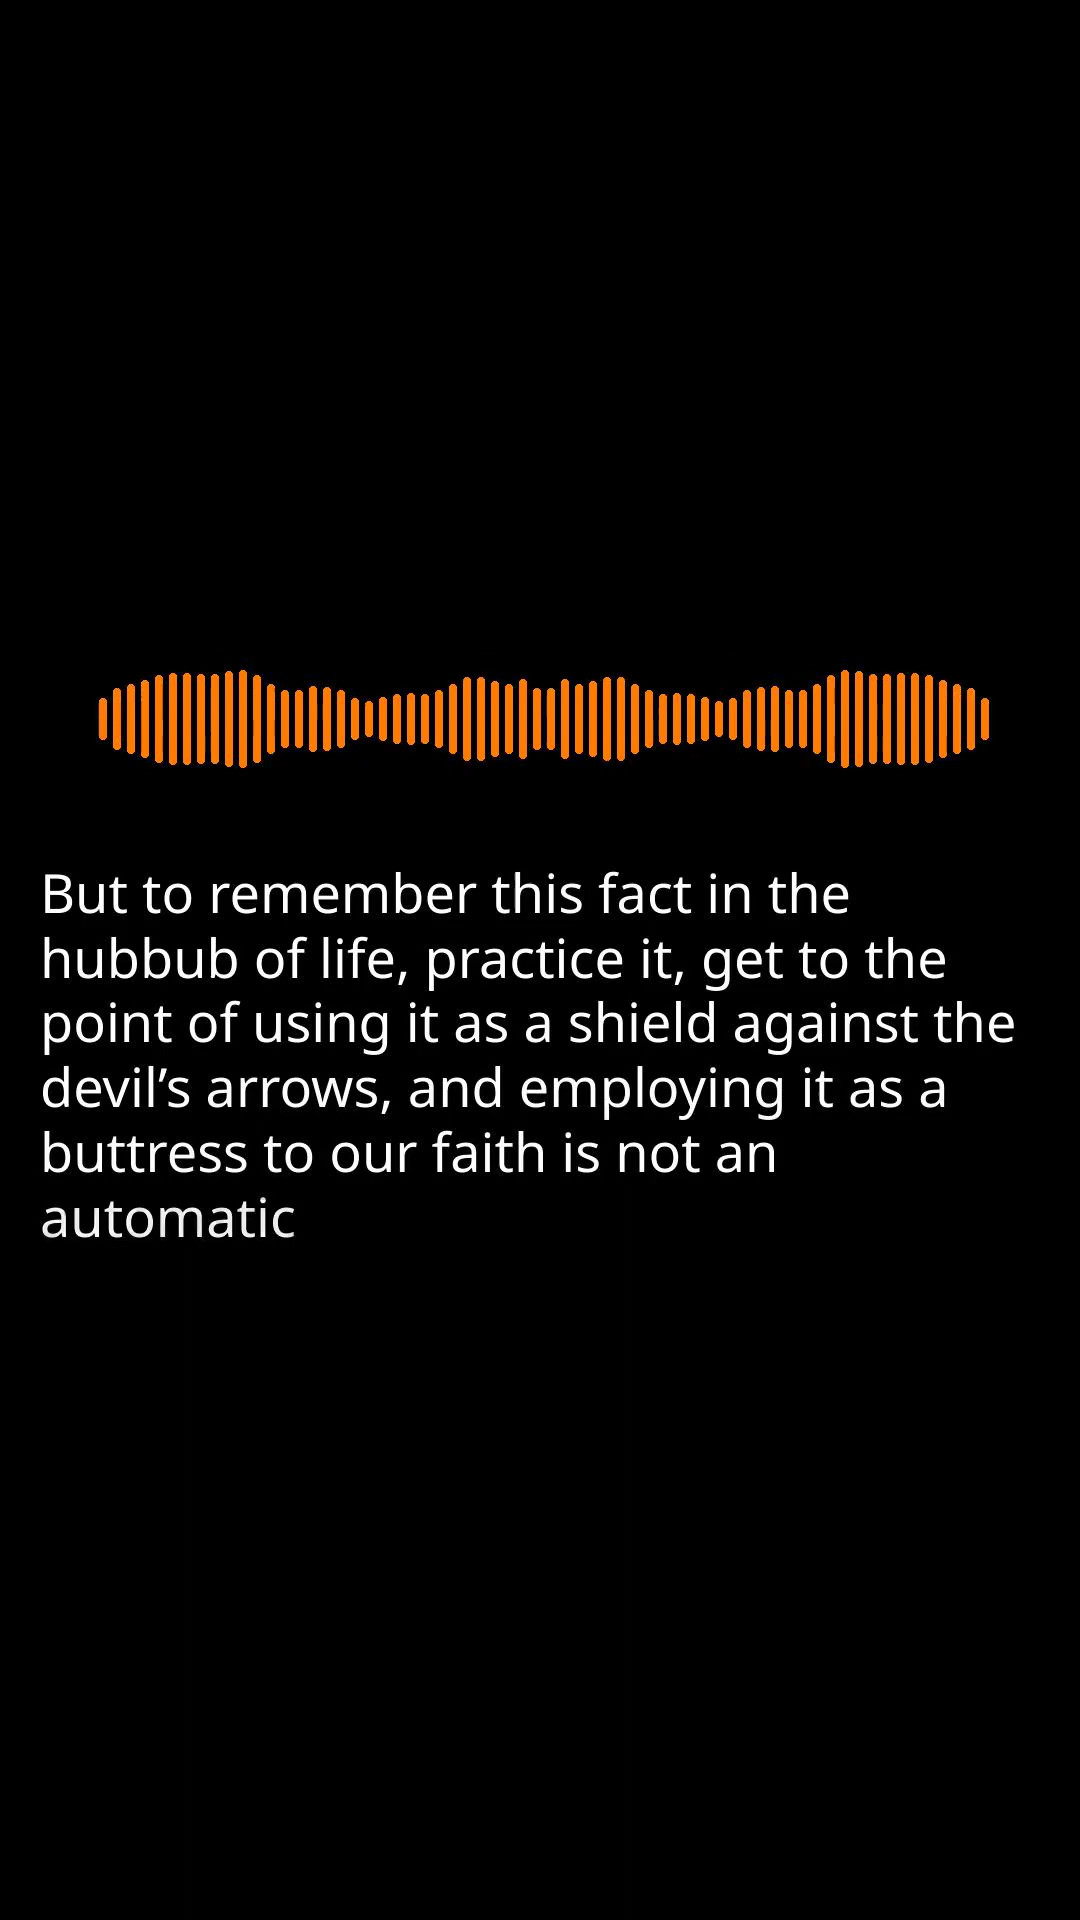 But to remember this fact in the
hubbub of life, practice it, get to the
point of using it as a shield against the
devil’s arrows, and employing it as a
buttress to our faith is not an
automatic